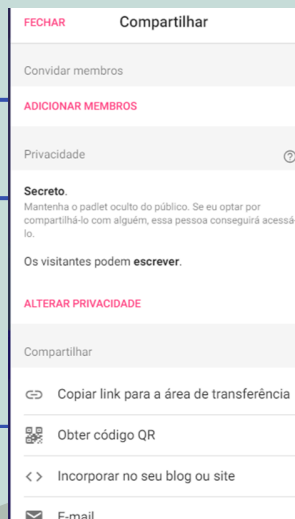 FECHAR Compartilhar
Convidar membros
ADICIONAR MEMBROS
Privacidade
Secreto.
Mantenha o padlet oculto do público. Se eu optar por
compartilhá-lo com alguém, essa pessoa conseguirá acessá-
lo.
Os visitantes podem escrever.
ALTERAR PRIVACIDADE
Compartilhar
Copiar link para a área de transferência
Obter código QR
Incorporar no seu blog ou site
E-mail